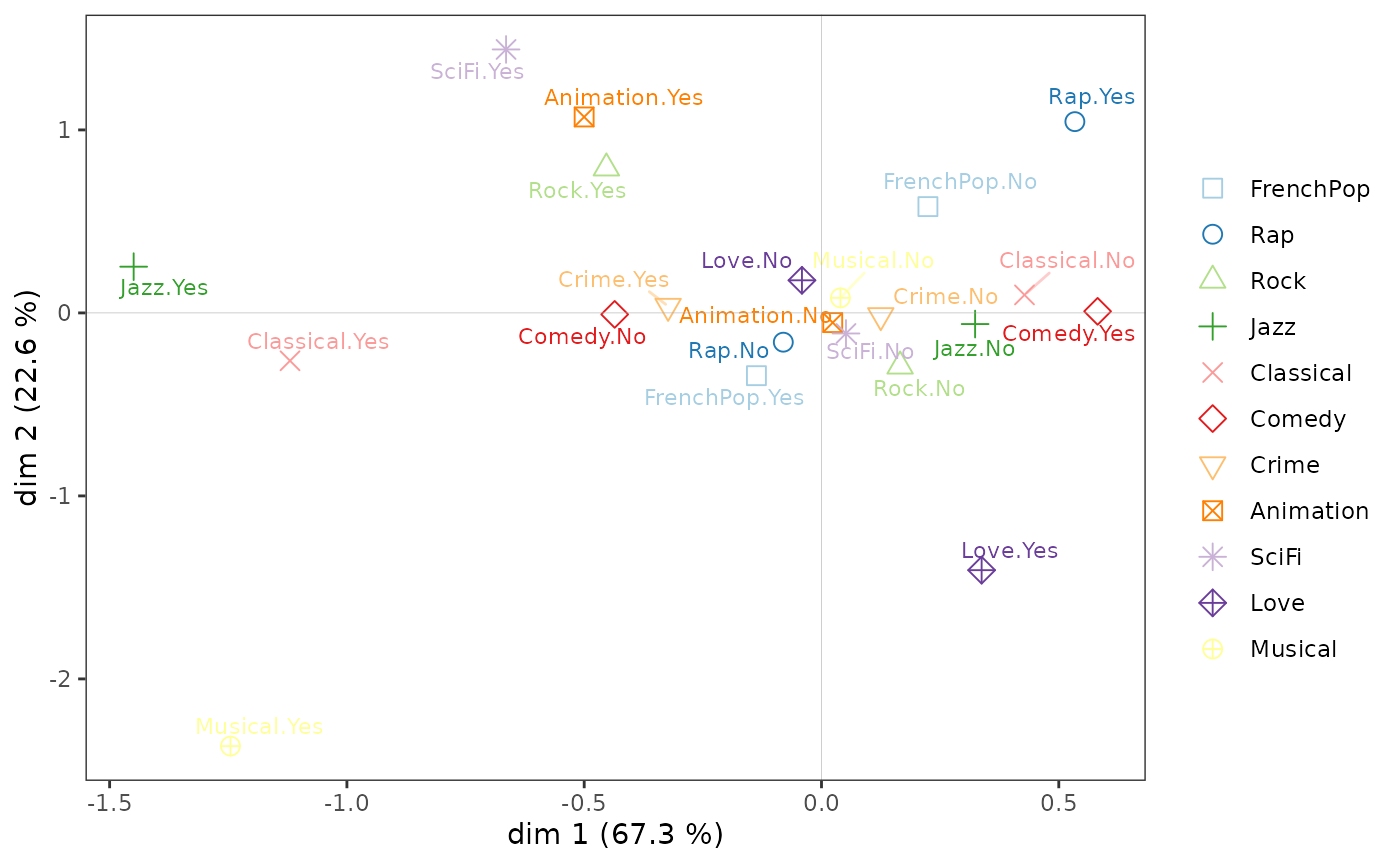 SciFi.Yes
Animation.Yes
Rap.Yes
Rock.Yes
FrenchPop.No
Love.No
Musical.No
Classical.No
Crime.Yes
Jazz.Yes
Crime.No
Animation.No
Comedy.No
Comedy.Yes
Classical.Yes
Rap.No
SciFi.No
Jazz.No
Rock.No
FrenchPop.Yes
Love.Yes
Musical.Yes
1
0
-1
-2
dim 2 (22.6 %)
-1.5 -1.0 -0.5 0.0 0.5
dim 1 (67.3 %)
FrenchPop
Rap
Rock
Jazz
Classical
Comedy
Crime
Animation
SciFi
Love
Musical